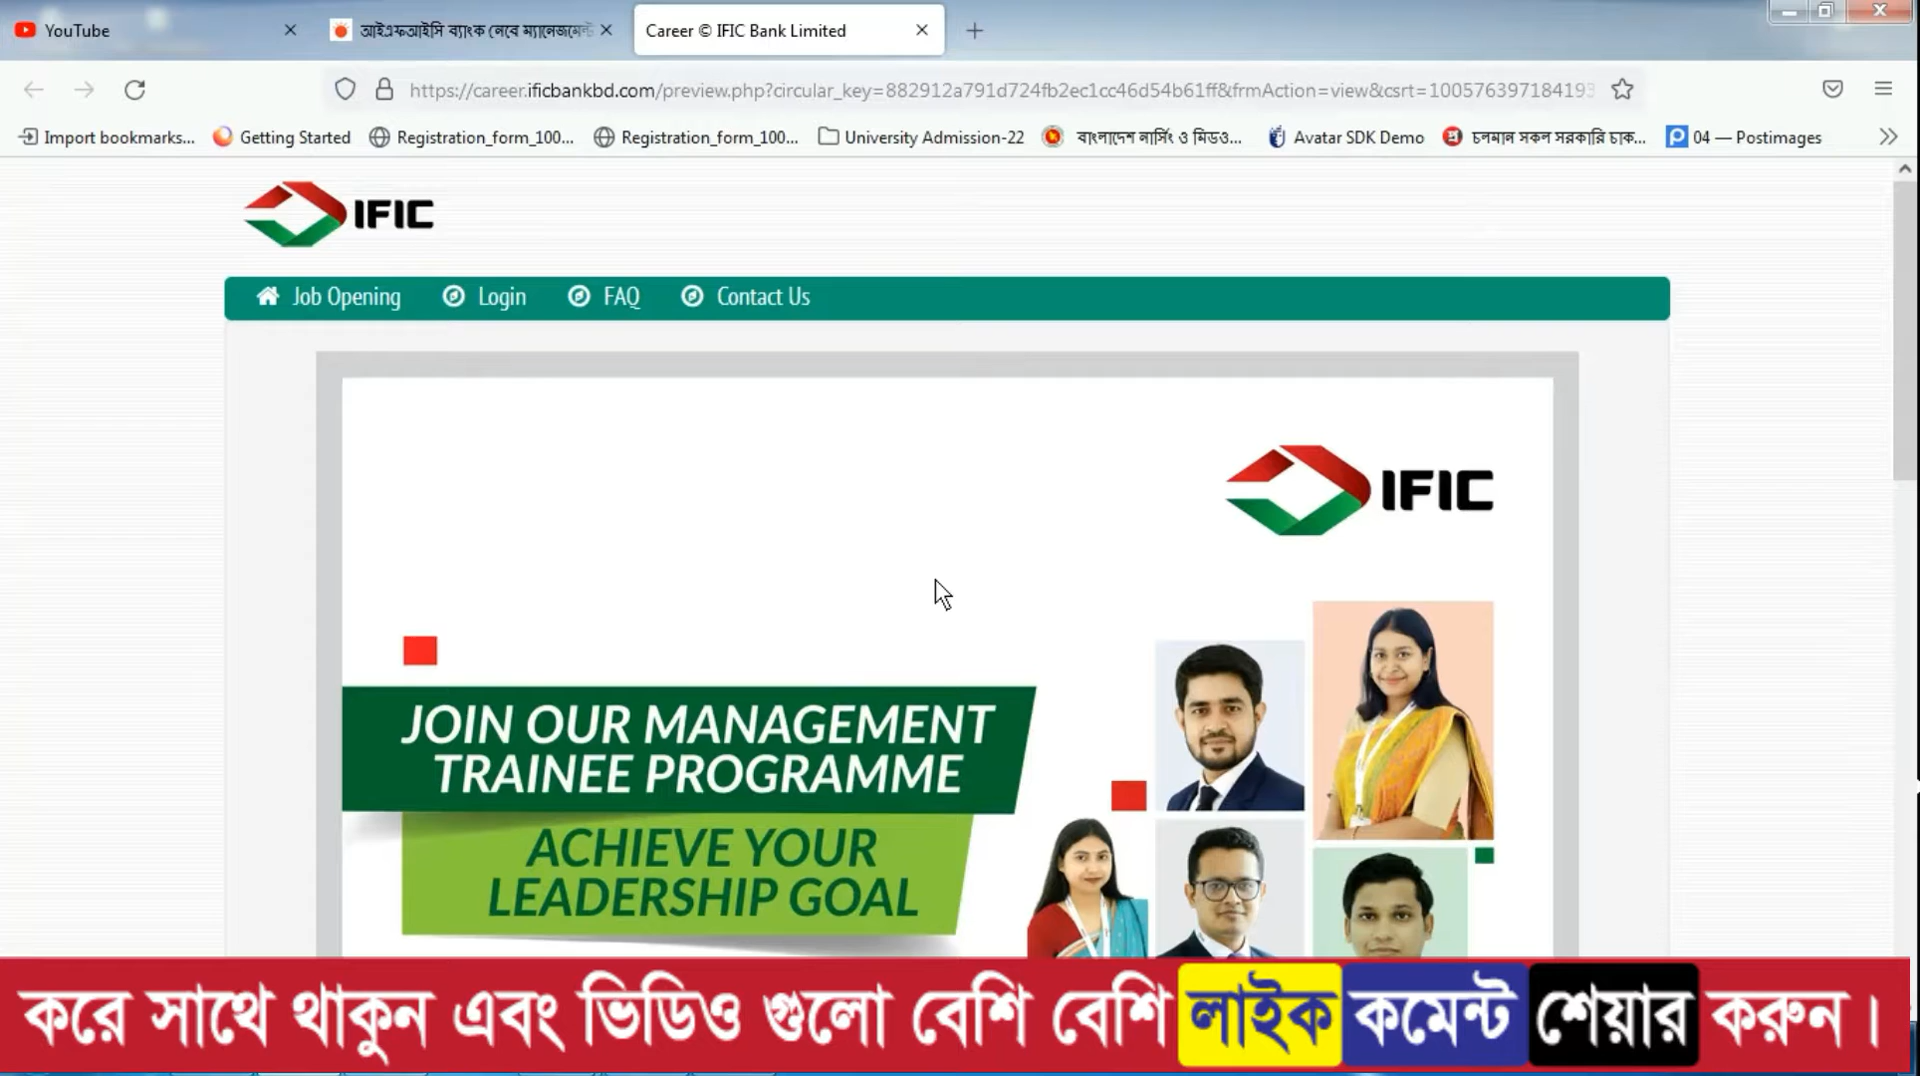 YouTube
আইএফআইসি ব্যাংক নেবে ম্যানেজমেন্ট
Career © IFIC Bank Limited
https://career.ificbankbd.com/preview.php?circular_key=882912a791d724fb2ec1cc46d54b61ff&frmAction=view&csrt=100576397184193
Import bookmarks...
Getting Started
Registration_form_100...
Registration_form_100...
University Admission-22
বাংলাদেশ নার্সিং ও মিডও...
Avatar SDK Demo
চলমান সকল সরকারি চাক...
04 — Postimages
IFIC
Job Opening
Login
FAQ
Contact Us
IFIC
JOIN OUR MANAGEMENT
TRAINEE PROGRAMME
ACHIEVE YOUR
LEADERSHIP GOAL
করে সাথে থাকুন এবং ভিডিও গুলো বেশি বেশি লাইক কমেন্ট শেয়ার করুন।